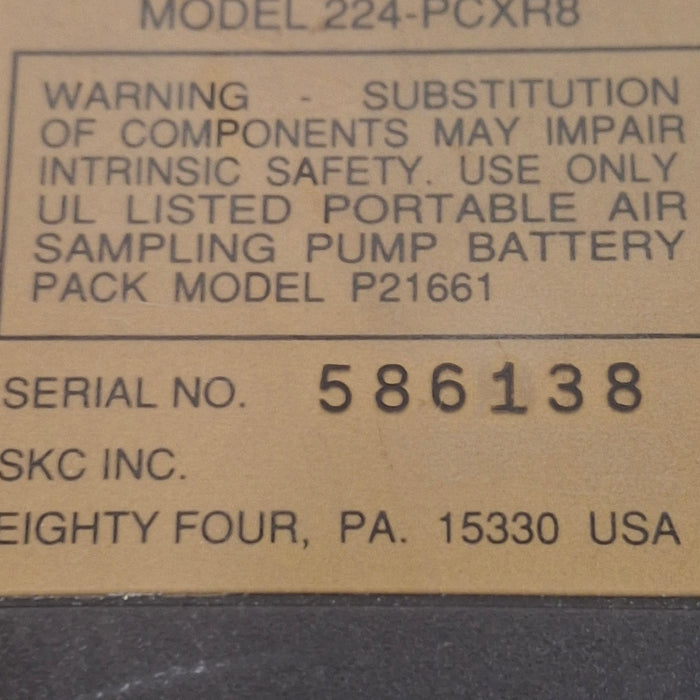 MODEL 224-PCXR8
WARNING - SUBSTITUTION
OF COMPONENTS MAY IMPAIR
INTRINSIC SAFETY. USE ONLY
UL LISTED PORTABLE AIR
SAMPLING PUMP BATTERY
PACK MODEL P21661
SERIAL NO. 586138
SKC INC.
EIGHTY FOUR, PA. 15330 USA